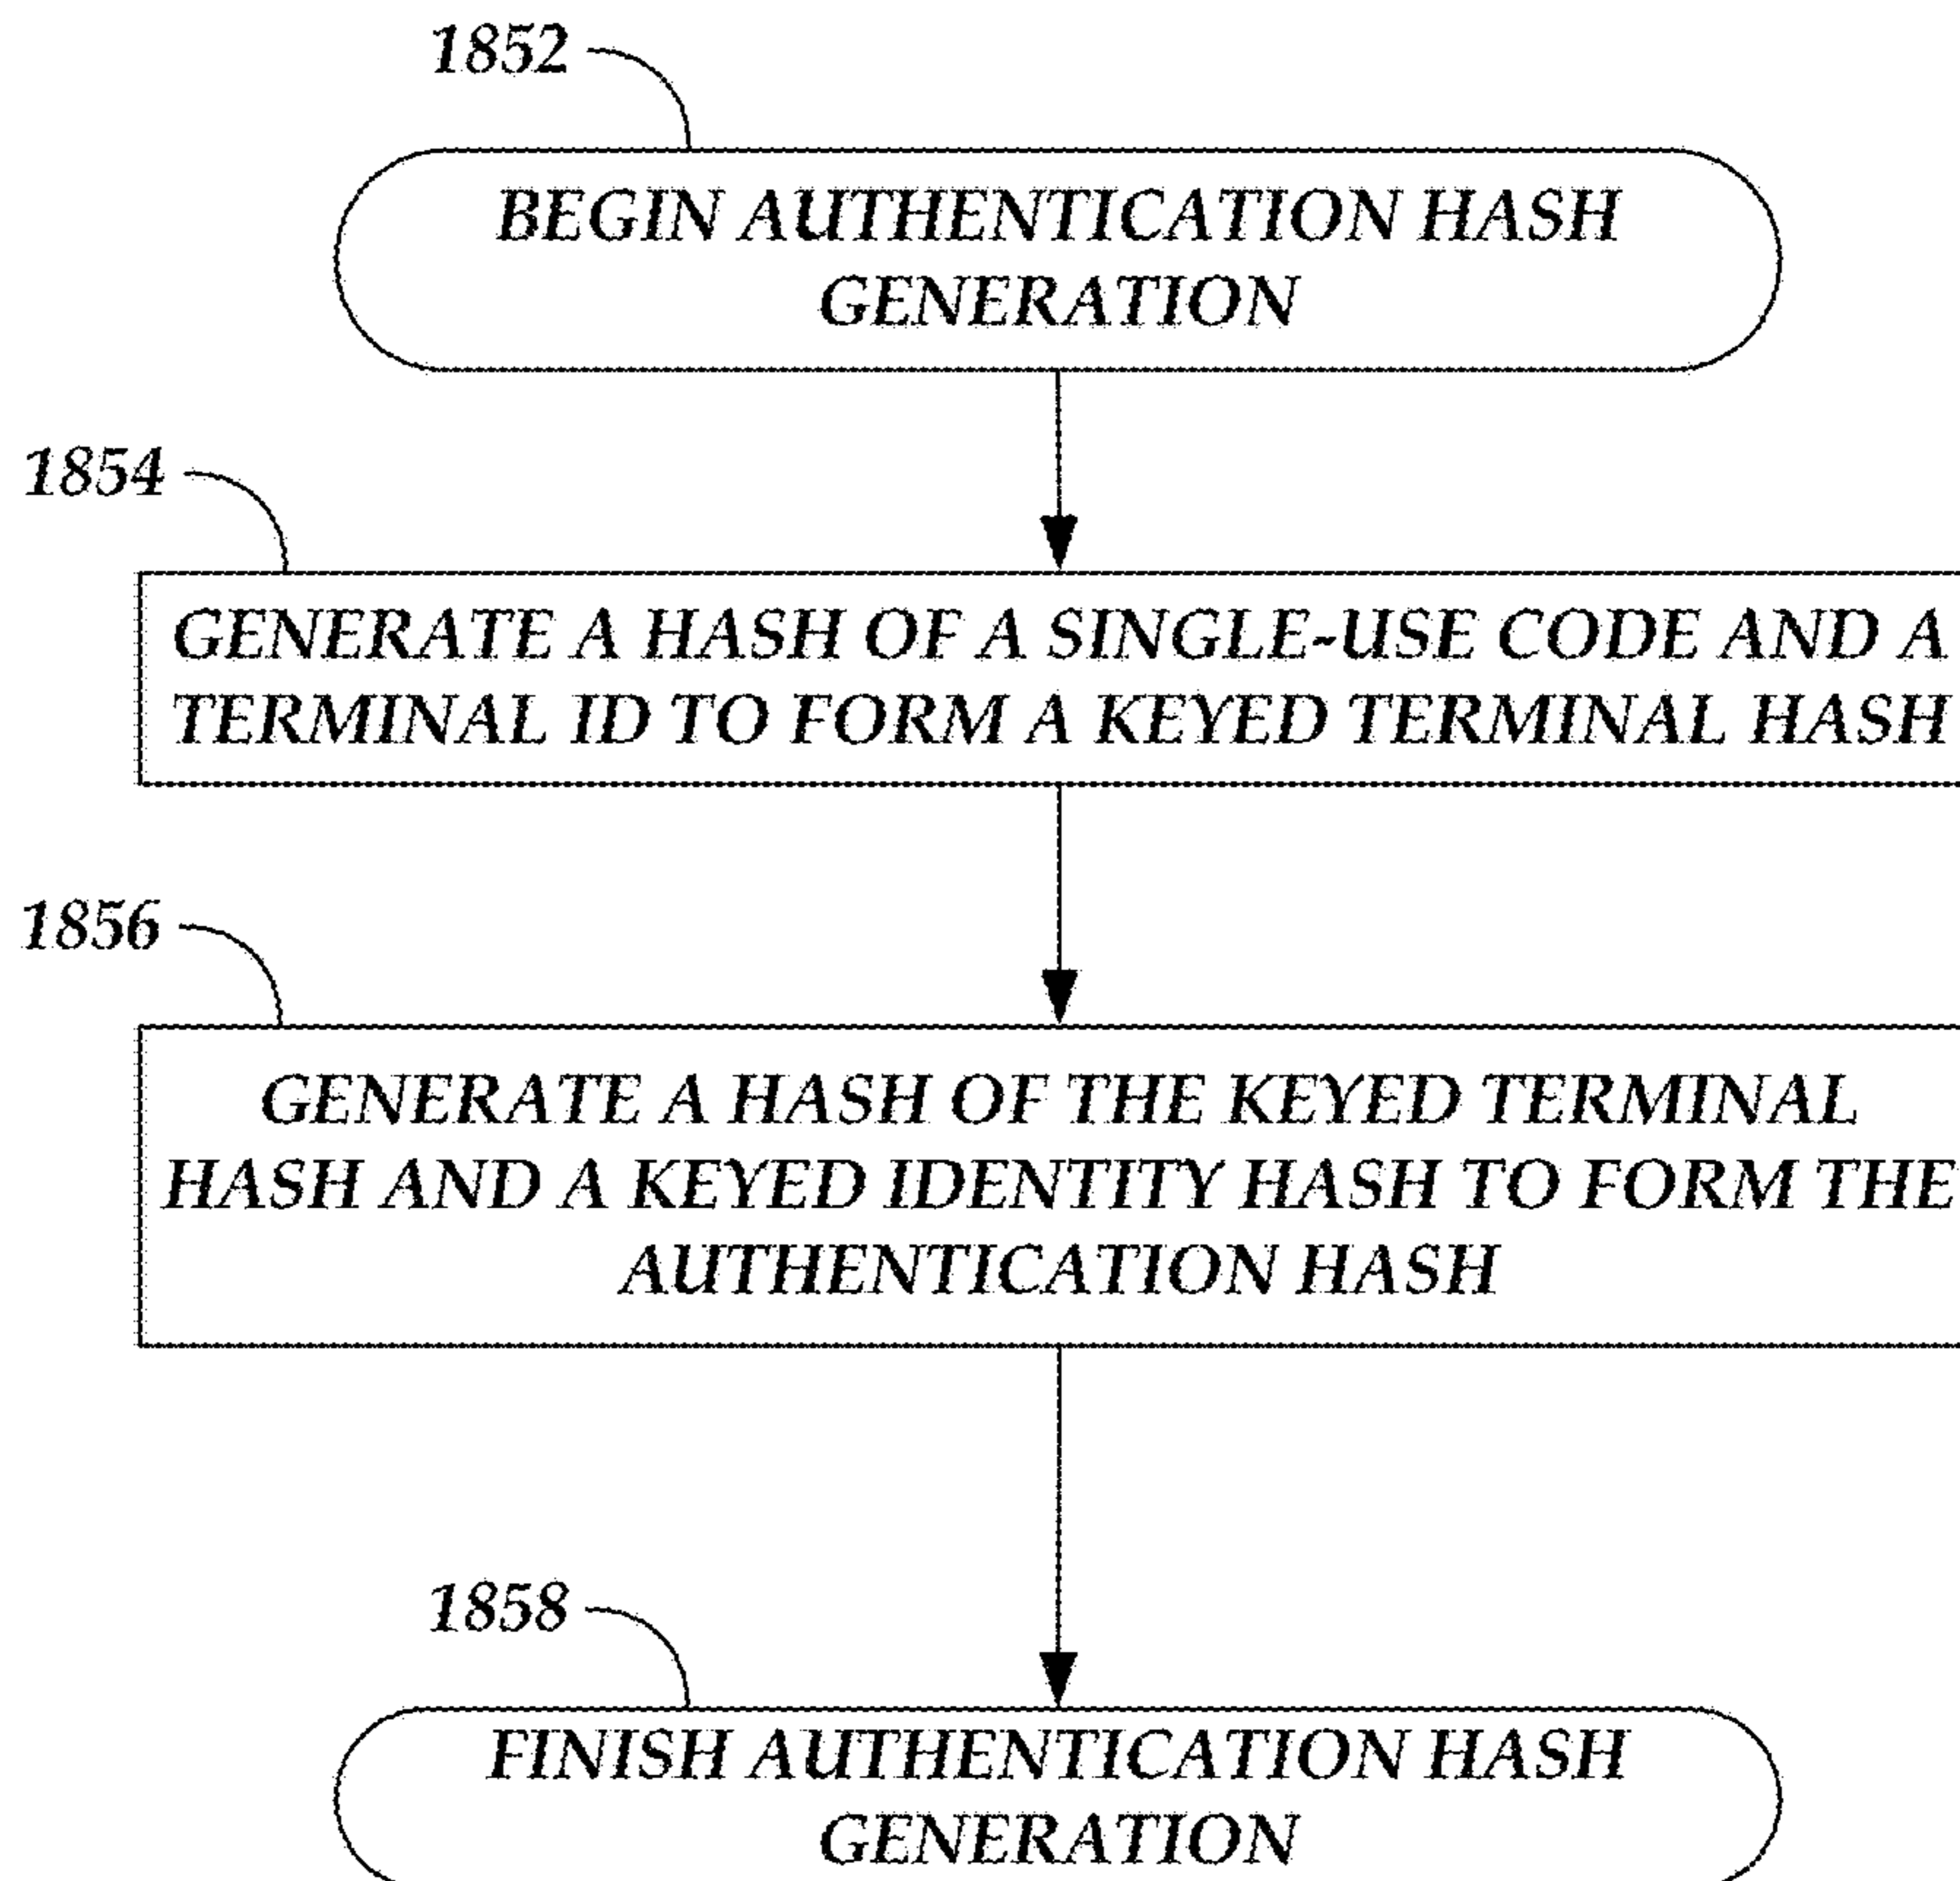 1852
BEGIN AUTHENTICATION HASH
GENERATION
1854
GENERATE A HASH OF A SINGLE-USE CODE AND A
TERMINAL ID TO FORM A KEYED TERMINAL HASH
1856
GENERATE A HASH OF THE KEYED TERMINAL
HASH AND A KEYED IDENTITY HASH TO FORM THE
AUTHENTICATION HASH
1858
FINISH AUTHENTICATION HASH
GENERATION